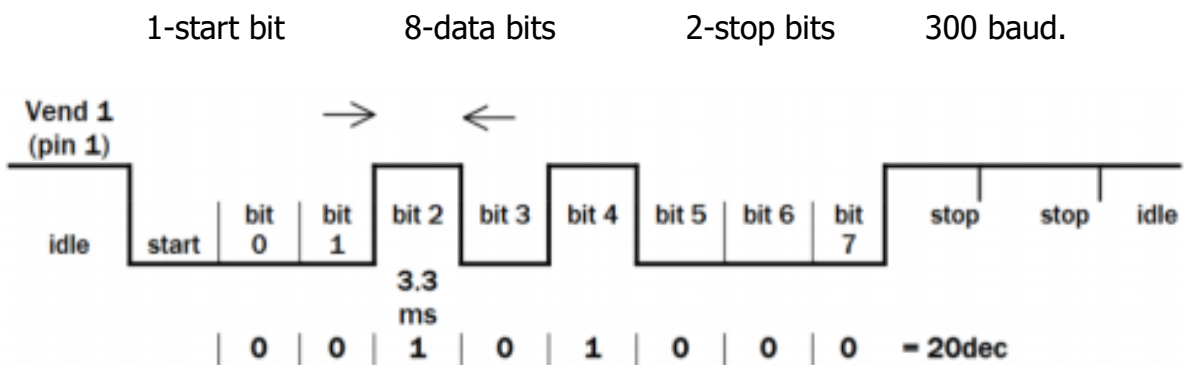 1-start bit 8-data bits 2-stop bits 300 baud.
Vend 1
(pin 1)
bit bit bit 2 bit 3 bit 4 bit 5 bit 6 bit stop stop idle
idle start 0 1 7
3.3
ms
0 0 1 0 1 0 0 0 = 20dec